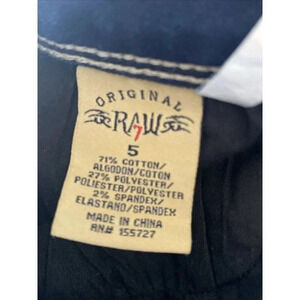 ORIGINAL
RAW
7
5
71% COTTON/
ALGODON/COTON
27% POLYESTER/
POLIESTER/POLYESTER
2% SPANDEX/
ELASTANO/SPANDEX
MADE IN CHINA
RN# 155727